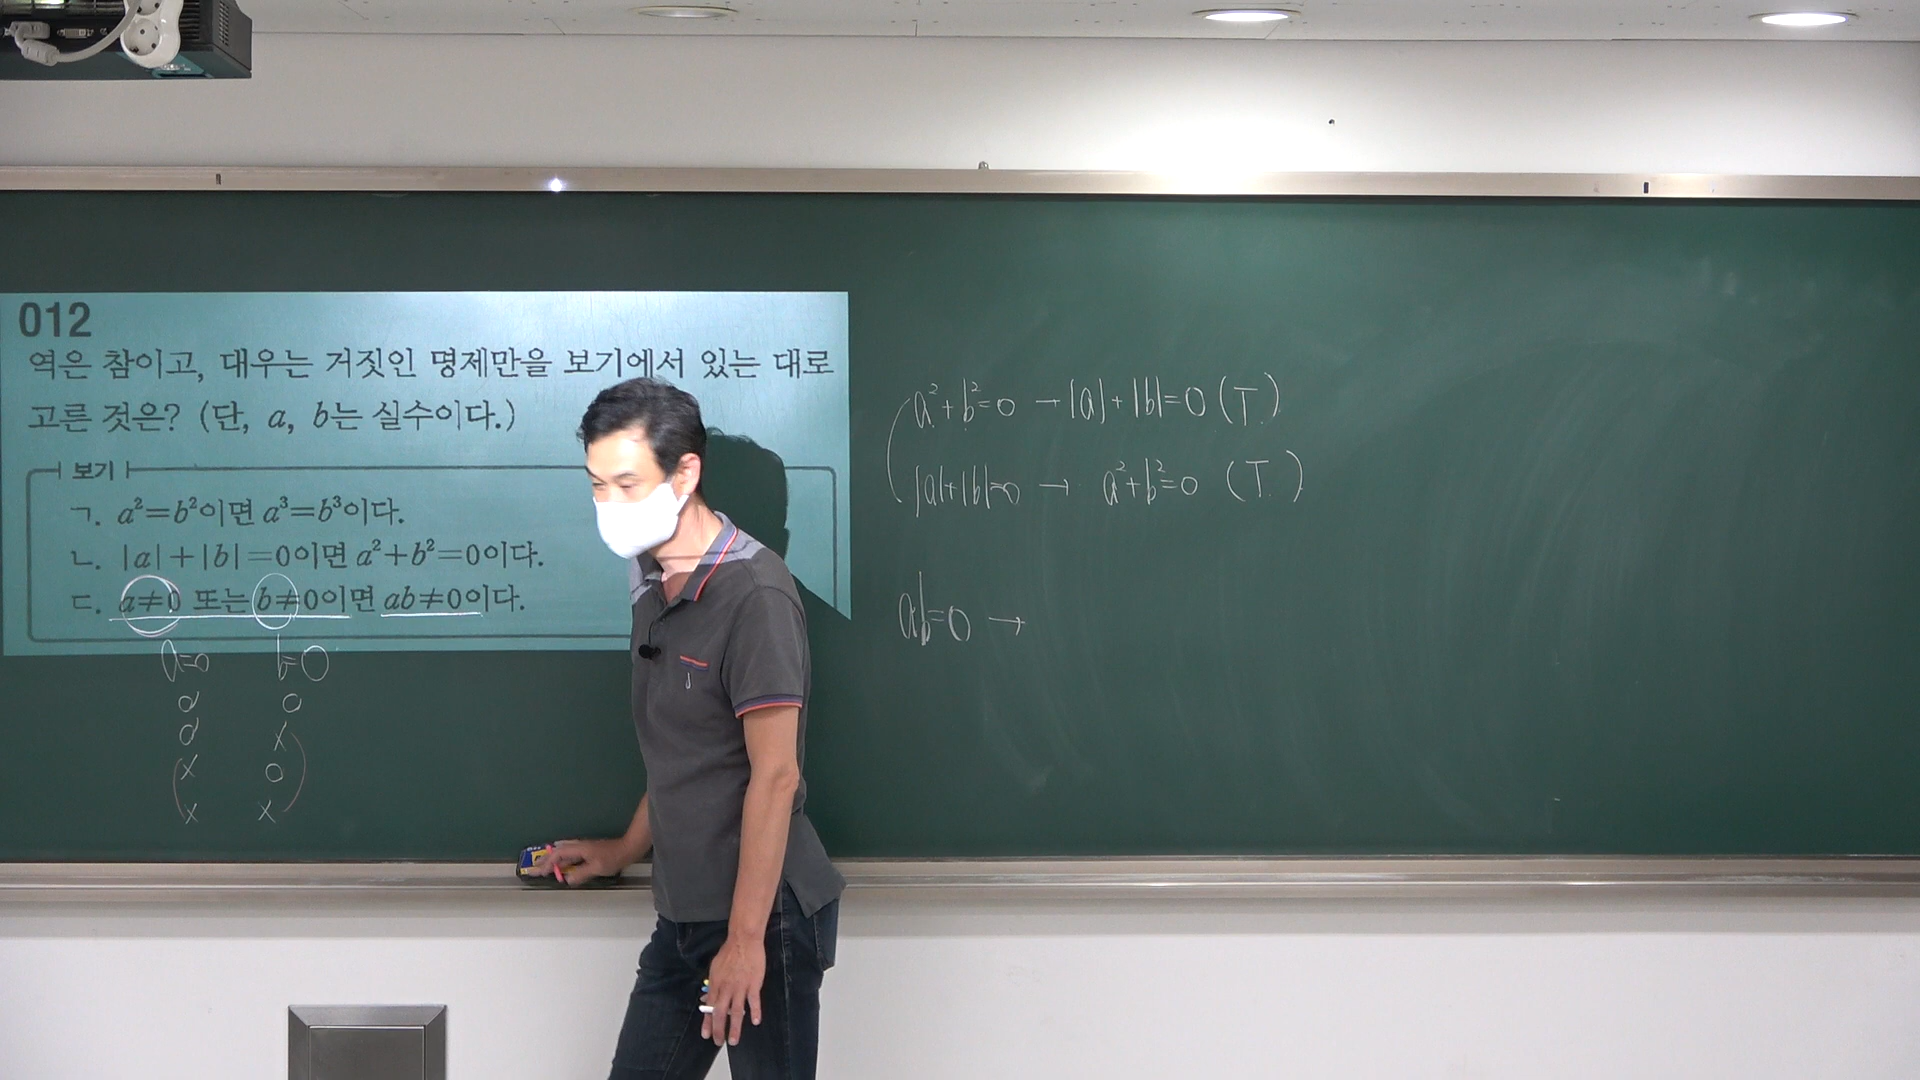 012
역은 참이고, 대우는 거짓인 명제만을 보기에서 있는 대로
고른 것은? (단, a, b는 실수이다.)
보기
ㄱ. a²=b²이면 a³=b³이다.
ㄴ. |a|+|b|=0이면 a²+b²=0이다.
ㄷ. a≠0 또는 b≠0이면 ab≠0이다.
a=0 b=0
o o
o x
x o
x x
a²+b²=0 → |a|+|b|=0 (T)
|a|+|b|=0 → a²+b²=0 (T)
ab=0 →